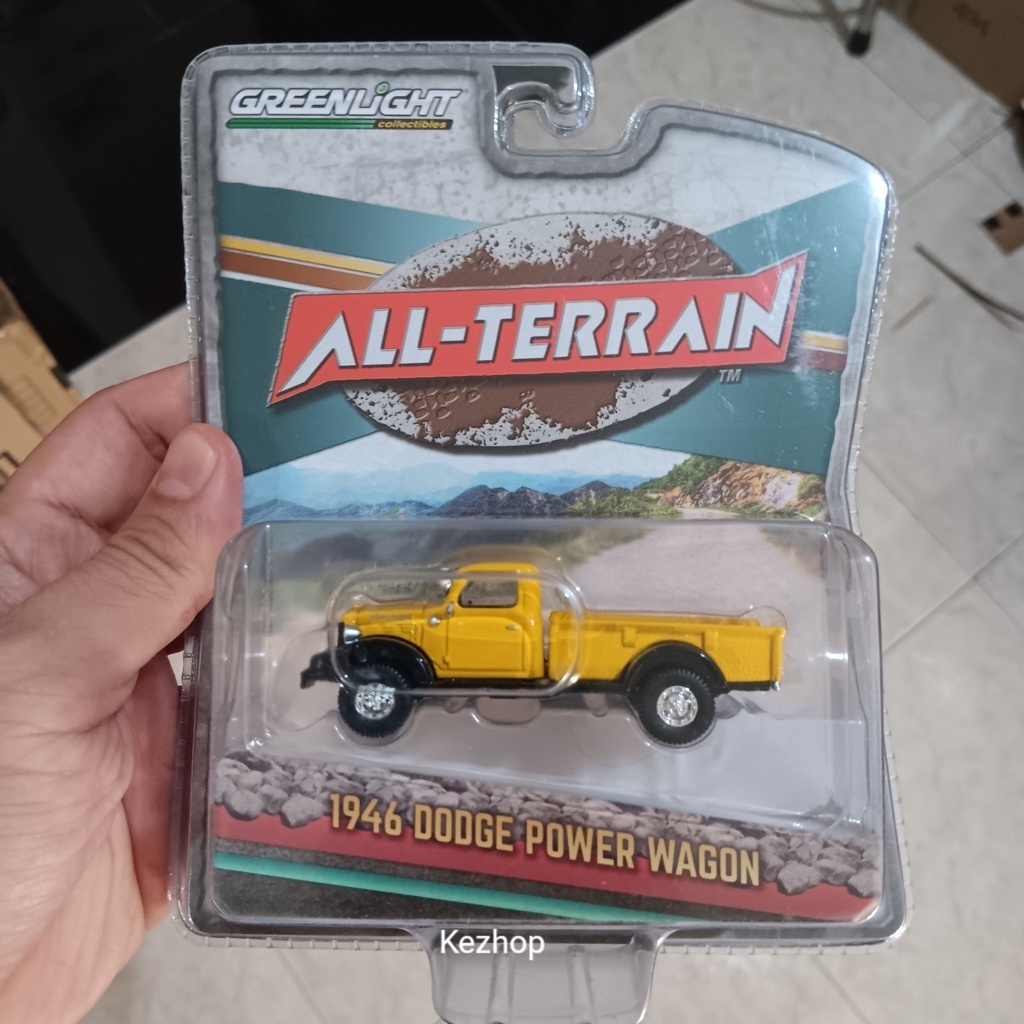 GREENLIGHT
collectibles
ALL-TERRAIN
TM
1946 DODGE POWER WAGON
Kezhop